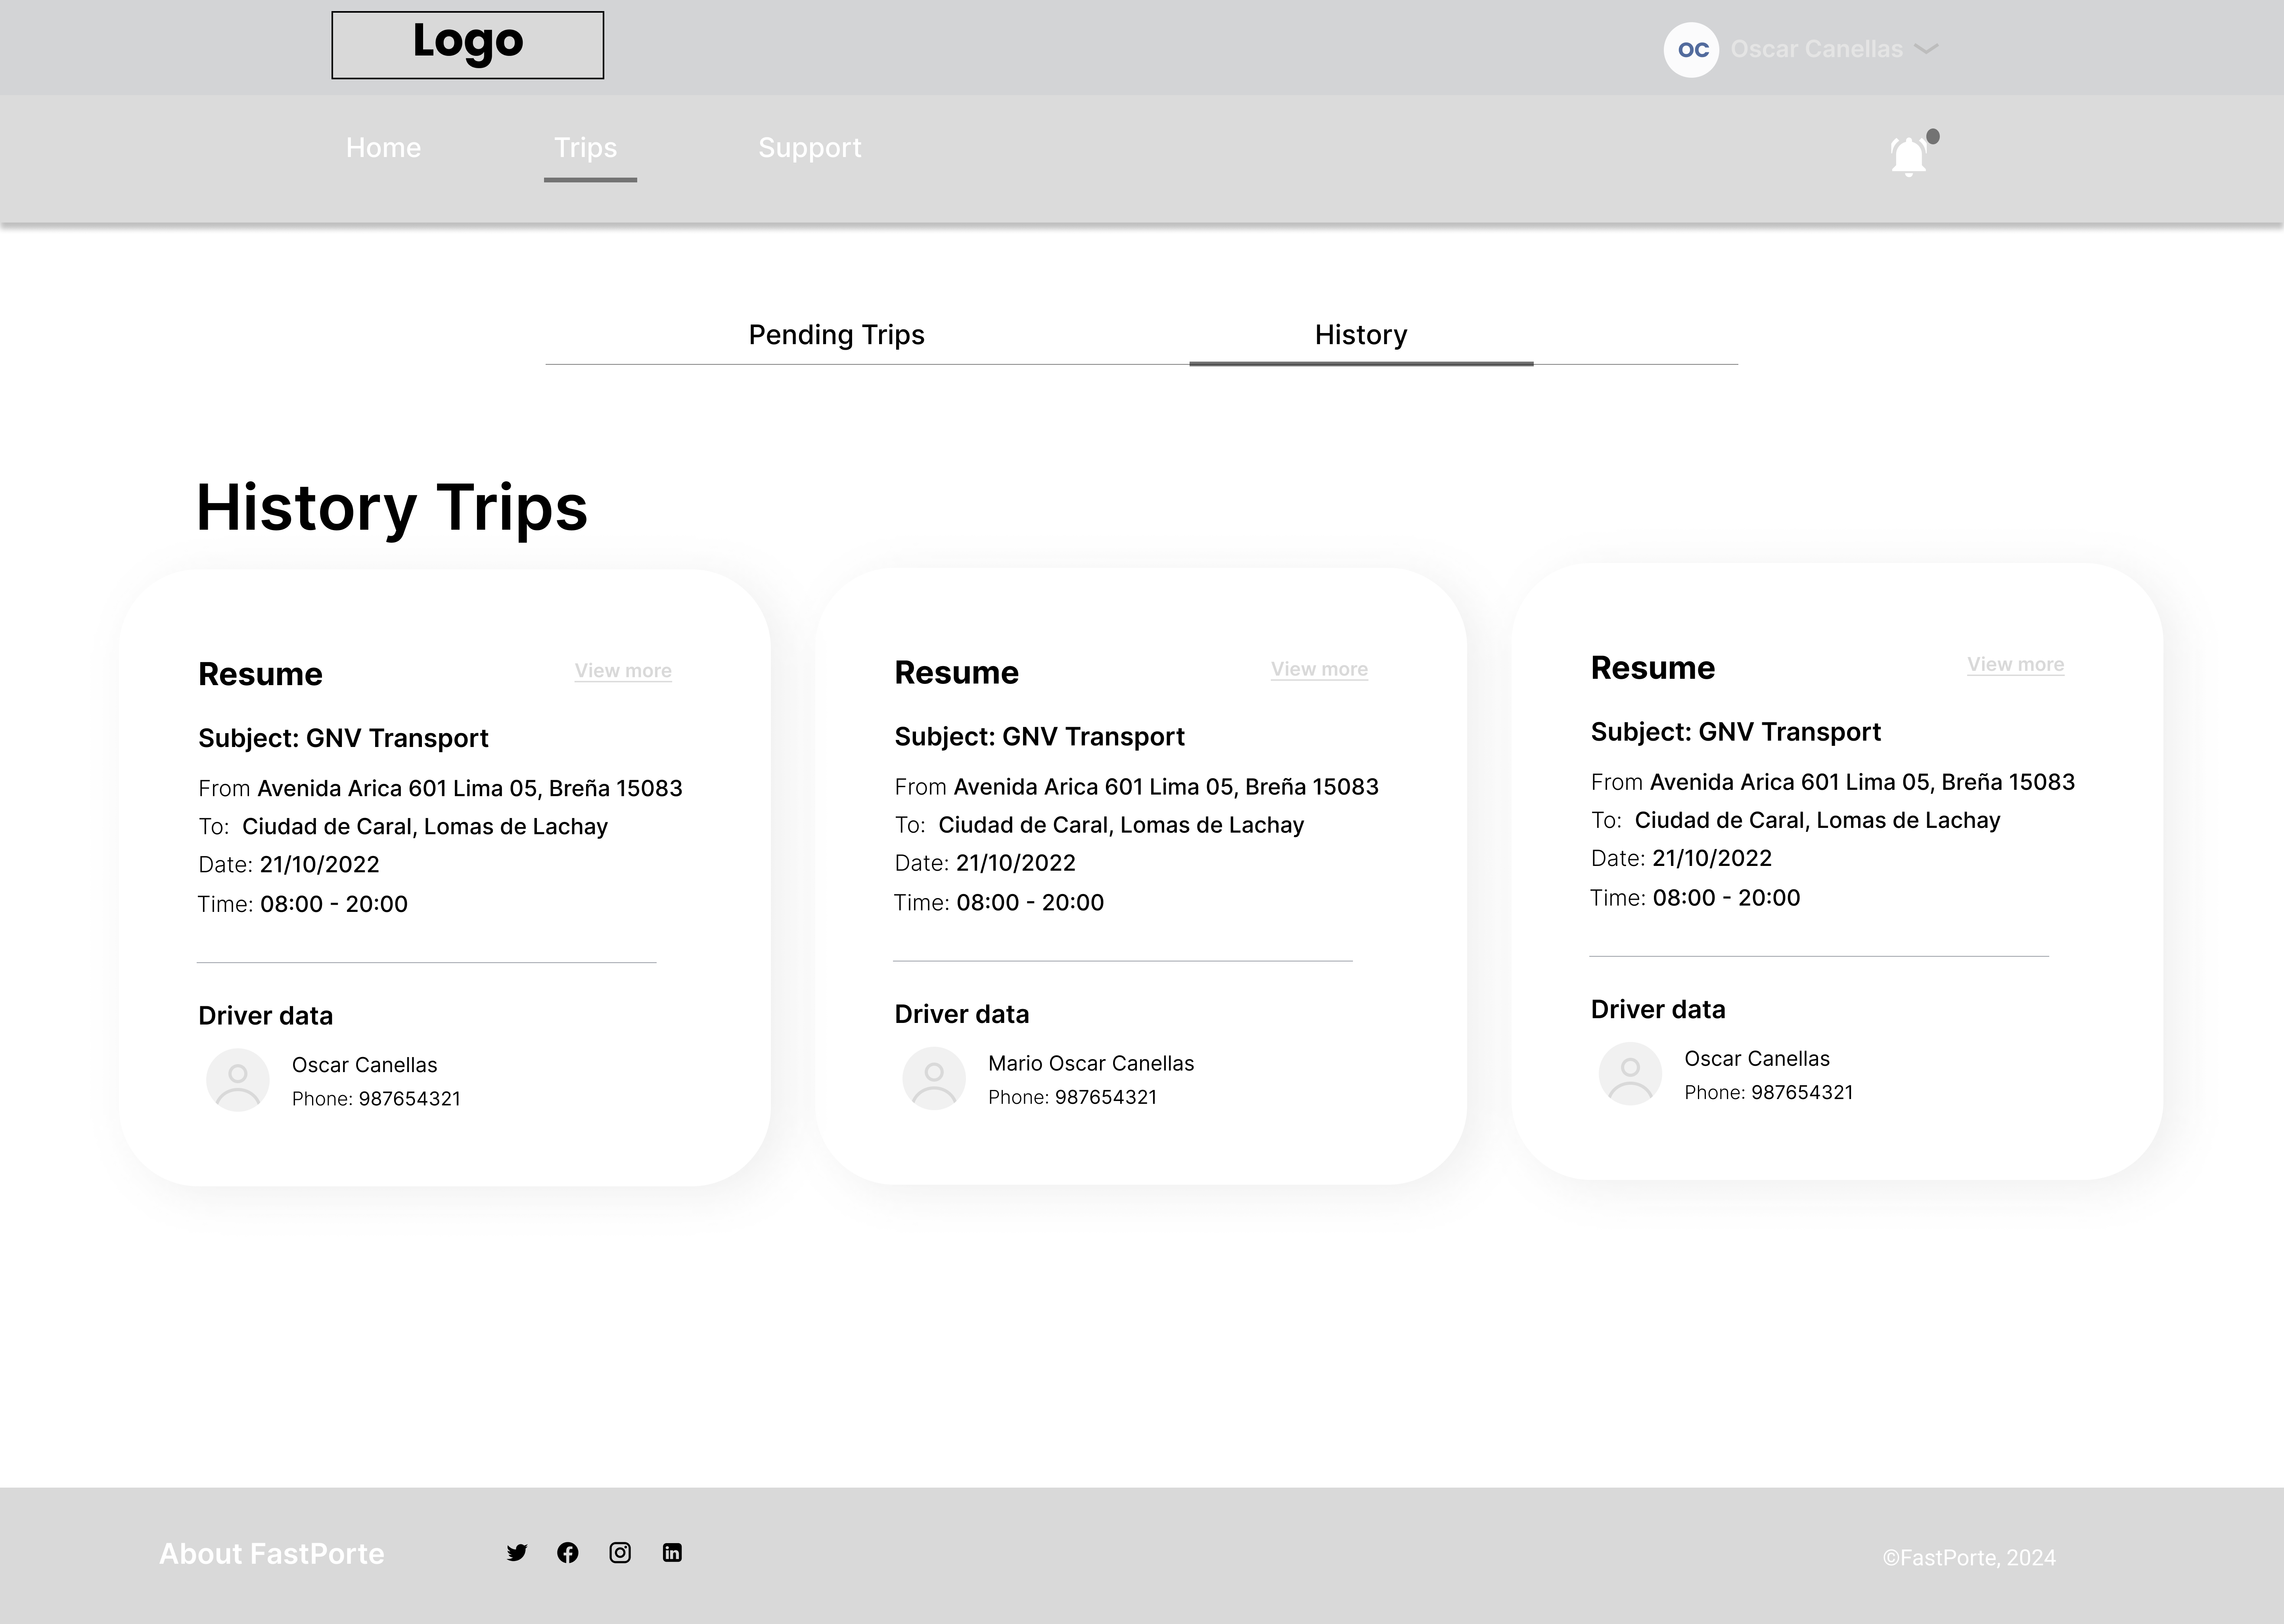 Logo
OC Oscar Canellas
Home Trips Support
Pending Trips History
History Trips
Resume View more
Subject: GNV Transport
From Avenida Arica 601 Lima 05, Breña 15083
To: Ciudad de Caral, Lomas de Lachay
Date: 21/10/2022
Time: 08:00 - 20:00
Driver data
Oscar Canellas
Phone: 987654321
Resume View more
Subject: GNV Transport
From Avenida Arica 601 Lima 05, Breña 15083
To: Ciudad de Caral, Lomas de Lachay
Date: 21/10/2022
Time: 08:00 - 20:00
Driver data
Mario Oscar Canellas
Phone: 987654321
Resume View more
Subject: GNV Transport
From Avenida Arica 601 Lima 05, Breña 15083
To: Ciudad de Caral, Lomas de Lachay
Date: 21/10/2022
Time: 08:00 - 20:00
Driver data
Oscar Canellas
Phone: 987654321
About FastPorte
©FastPorte, 2024